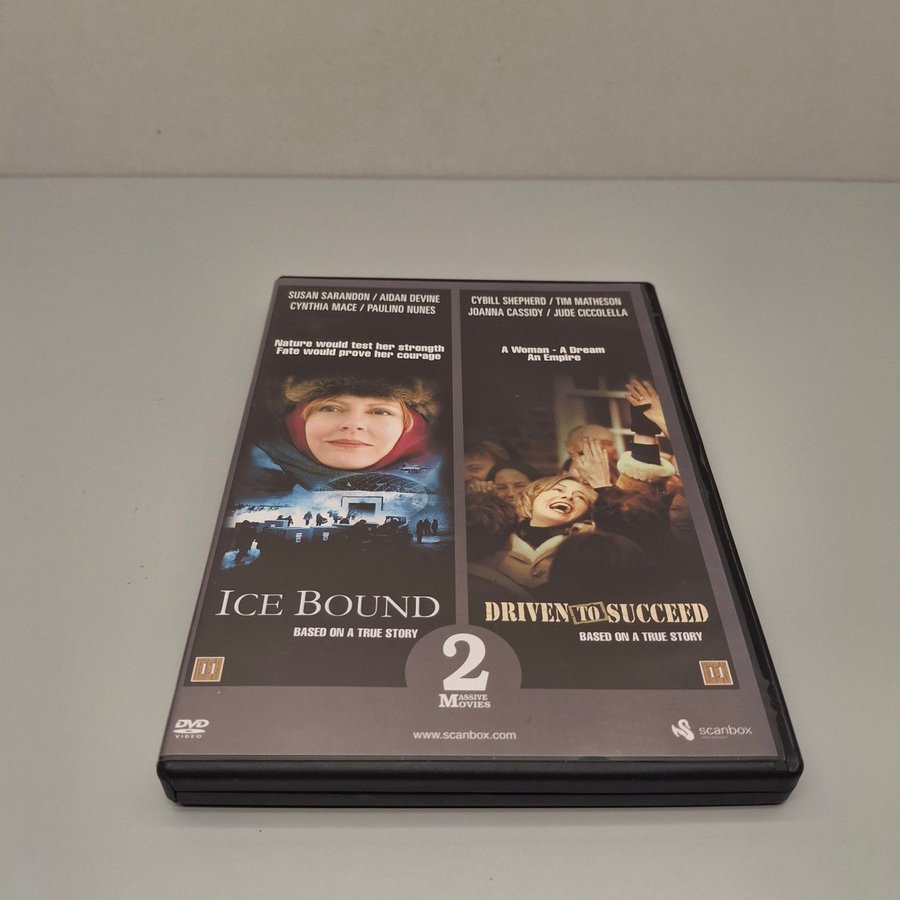 SUSAN SARANDON / AIDAN DEVINE
CYNTHIA MACE / PAULINO NUNES
Nature would test her strength
Fate would prove her courage
ICE BOUND
BASED ON A TRUE STORY
11
CYBILL SHEPHERD / TIM MATHESON
JOANNA CASSIDY / JUDE CICCOLELLA
A Woman - A Dream
An Empire
DRIVEN TO SUCCEED
BASED ON A TRUE STORY
11
2
MASSIVE
MOVIES
DVD
VIDEO
www.scanbox.com
scanbox